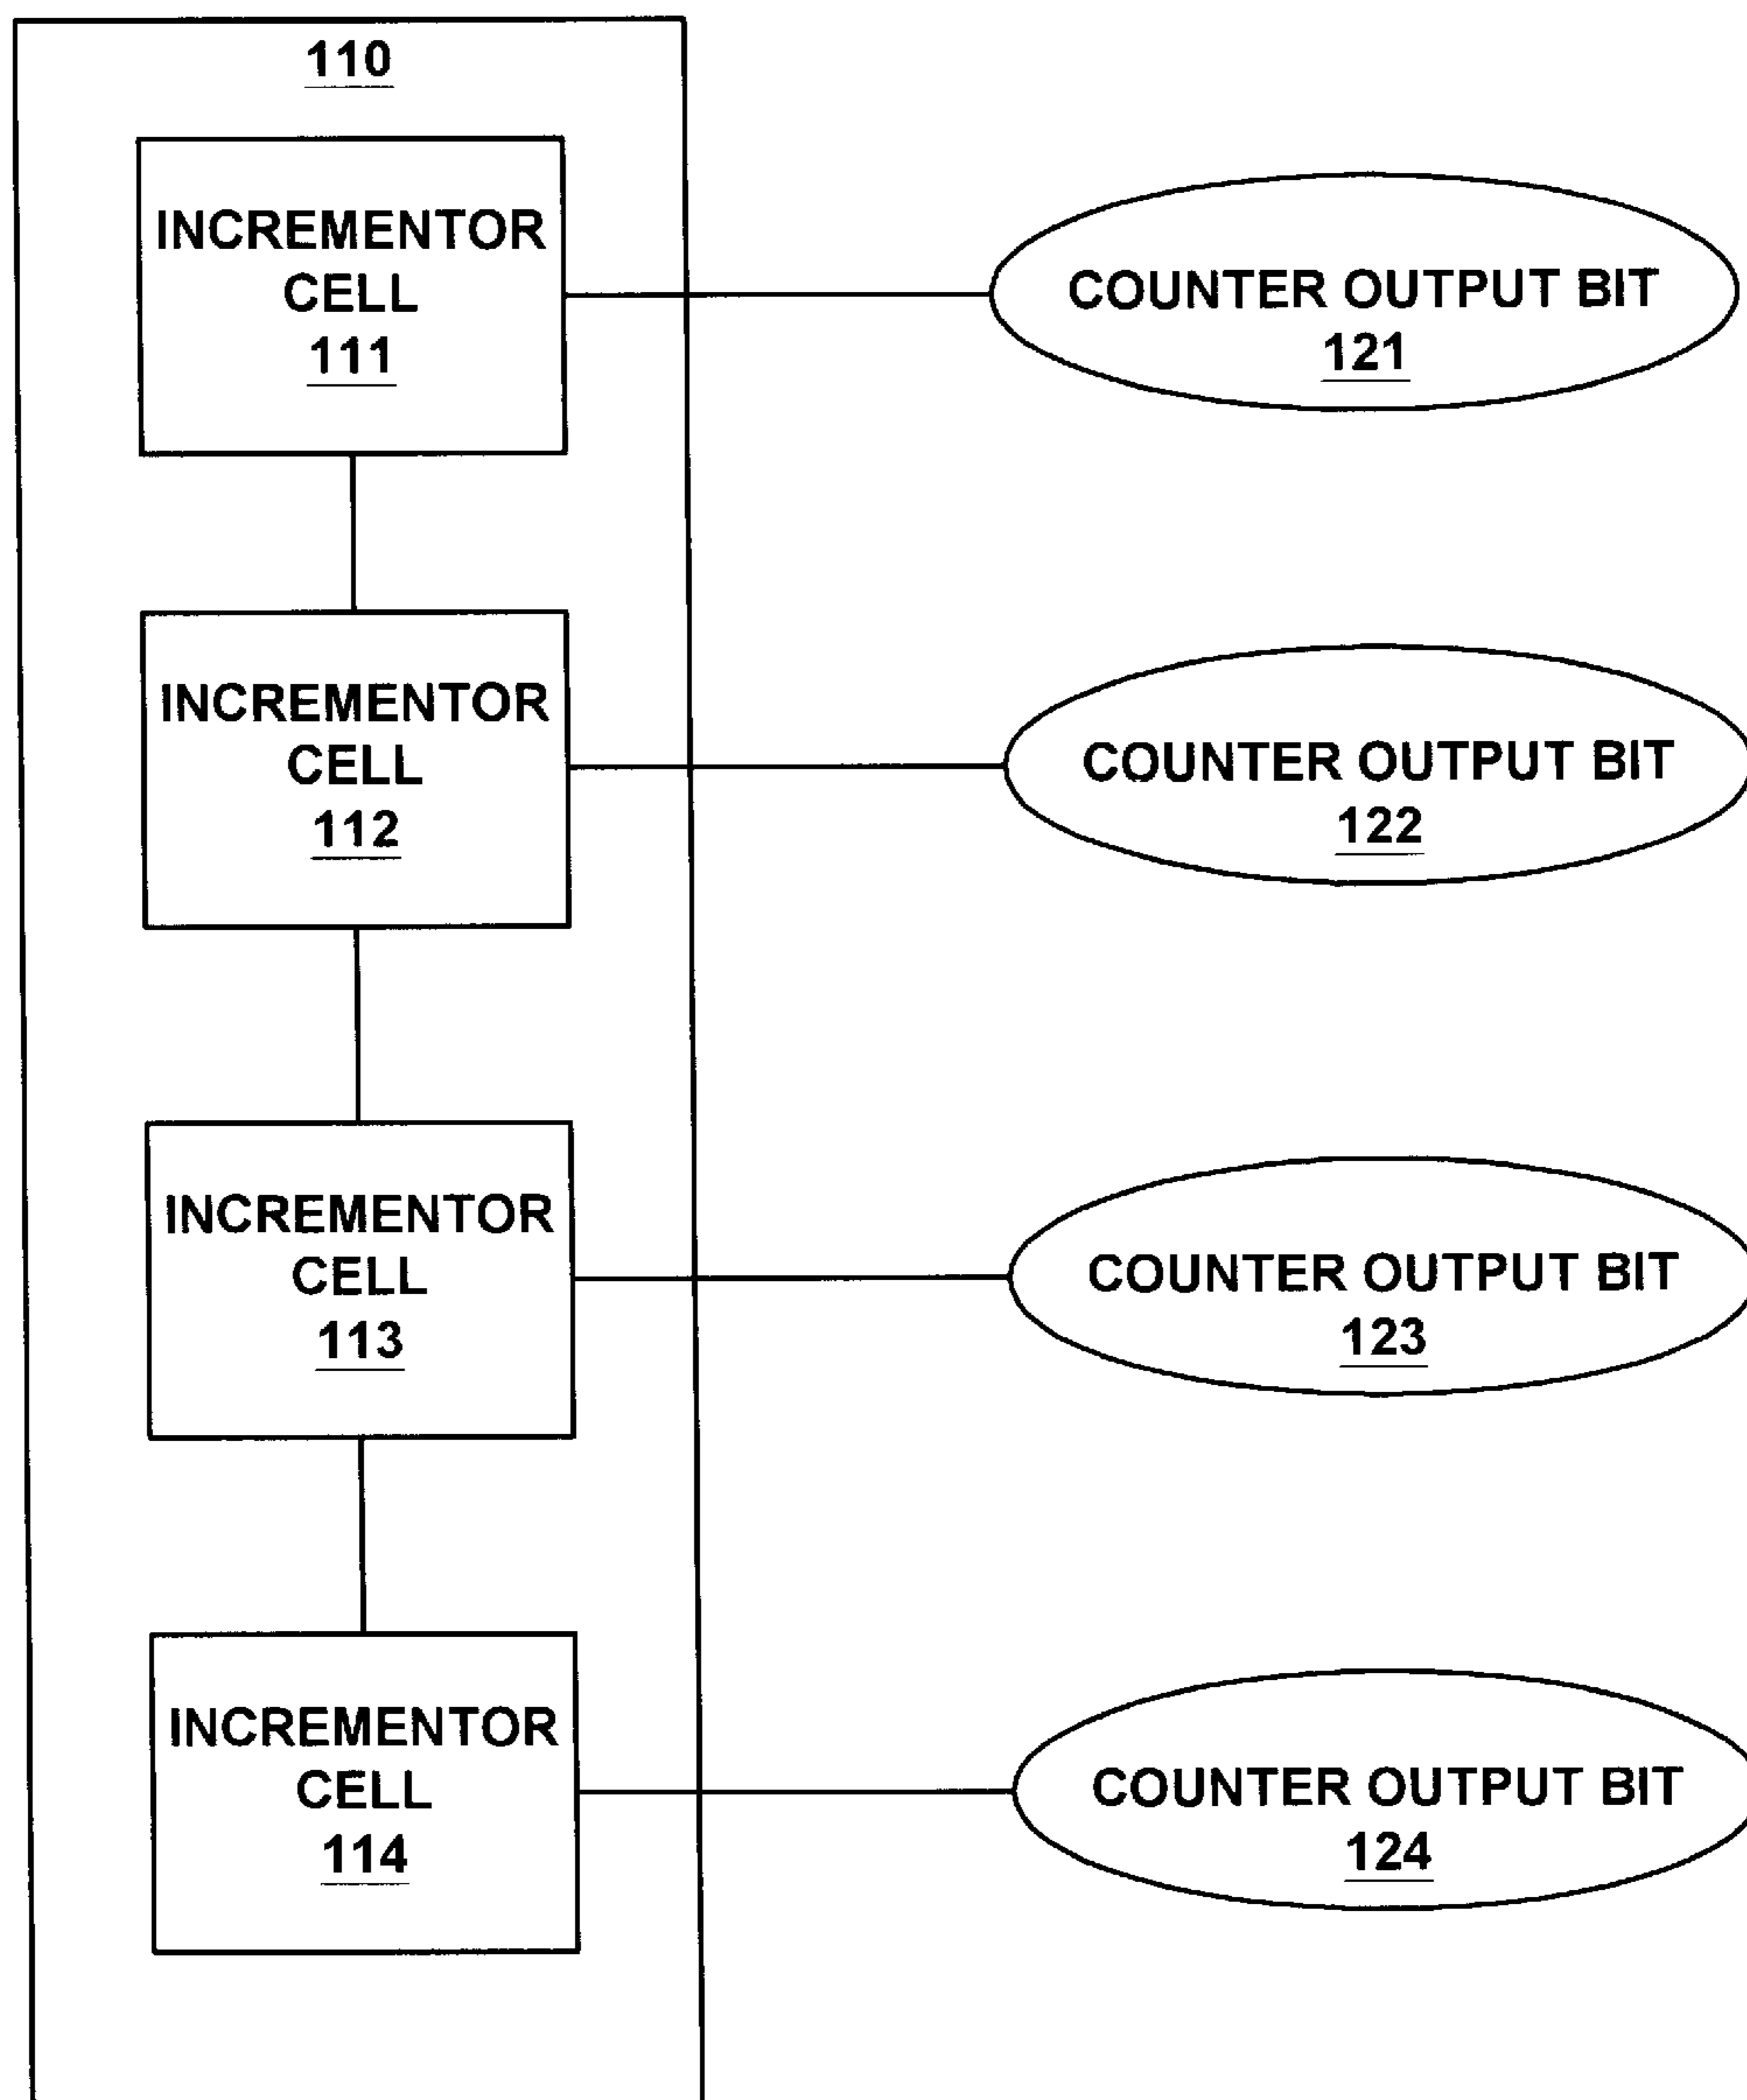 110
INCREMENTOR
CELL
111
COUNTER OUTPUT BIT
121
INCREMENTOR
CELL
112
COUNTER OUTPUT BIT
122
INCREMENTOR
CELL
113
COUNTER OUTPUT BIT
123
INCREMENTOR
CELL
114
COUNTER OUTPUT BIT
124